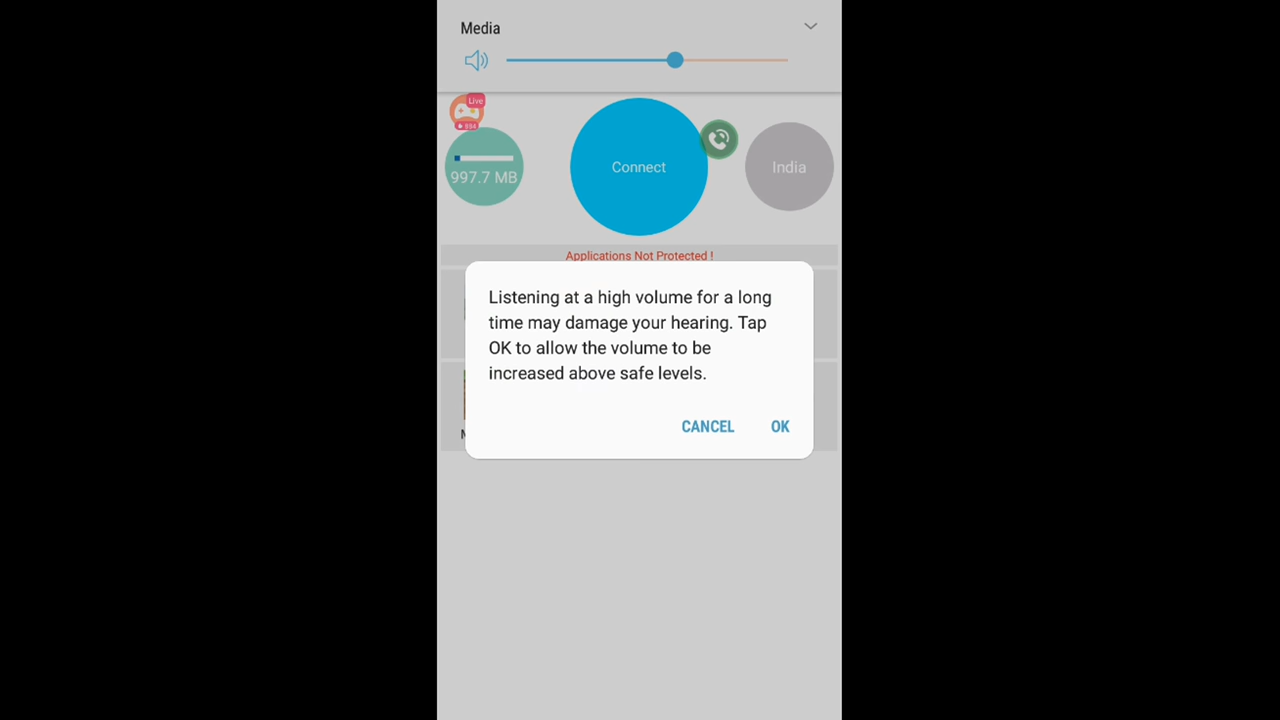 Media
Live
994
997.7 MB
Connect
India
Applications Not Protected !
Listening at a high volume for a long
time may damage your hearing. Tap
OK to allow the volume to be
increased above safe levels.
CANCEL
OK